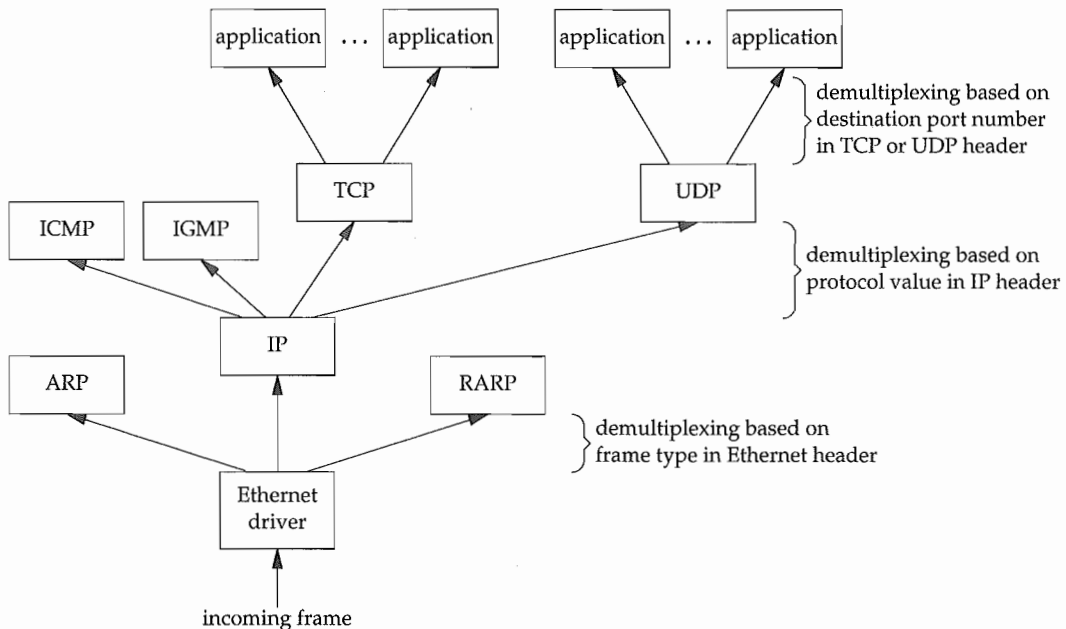 application ... application
application ... application
demultiplexing based on
destination port number
in TCP or UDP header
TCP
UDP
ICMP
IGMP
demultiplexing based on
protocol value in IP header
IP
ARP
RARP
demultiplexing based on
frame type in Ethernet header
Ethernet
driver
incoming frame